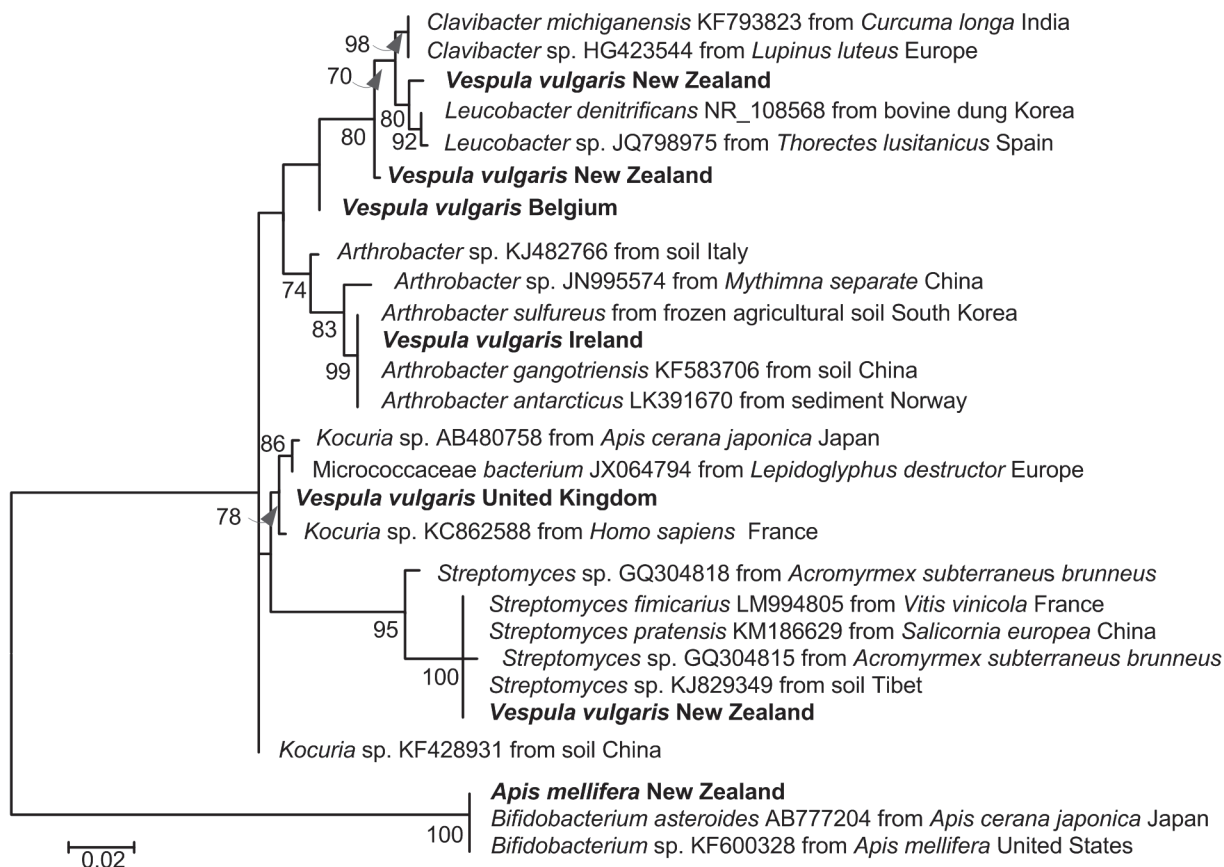 Clavibacter michiganensis KF793823 from Curcuma longa India
98
Clavibacter sp. HG423544 from Lupinus luteus Europe
70
Vespula vulgaris New Zealand
80
Leucobacter denitrificans NR_108568 from bovine dung Korea
80
92
Leucobacter sp. JQ798975 from Thorectes lusitanicus Spain
Vespula vulgaris New Zealand
Vespula vulgaris Belgium
Arthrobacter sp. KJ482766 from soil Italy
74
Arthrobacter sp. JN995574 from Mythimna separate China
Arthrobacter sulfureus from frozen agricultural soil South Korea
83
Vespula vulgaris Ireland
99
Arthrobacter gangotriensis KF583706 from soil China
Arthrobacter antarcticus LK391670 from sediment Norway
86
Kocuria sp. AB480758 from Apis cerana japonica Japan
Micrococcaceae bacterium JX064794 from Lepidoglyphus destructor Europe
Vespula vulgaris United Kingdom
78
Kocuria sp. KC862588 from Homo sapiens France
Streptomyces sp. GQ304818 from Acromyrmex subterraneus brunneus
Streptomyces fimicarius LM994805 from Vitis vinicola France
95
Streptomyces pratensis KM186629 from Salicornia europea China
Streptomyces sp. GQ304815 from Acromyrmex subterraneus brunneus
100
Streptomyces sp. KJ829349 from soil Tibet
Vespula vulgaris New Zealand
Kocuria sp. KF428931 from soil China
Apis mellifera New Zealand
Bifidobacterium asteroides AB777204 from Apis cerana japonica Japan
100
Bifidobacterium sp. KF600328 from Apis mellifera United States
0.02